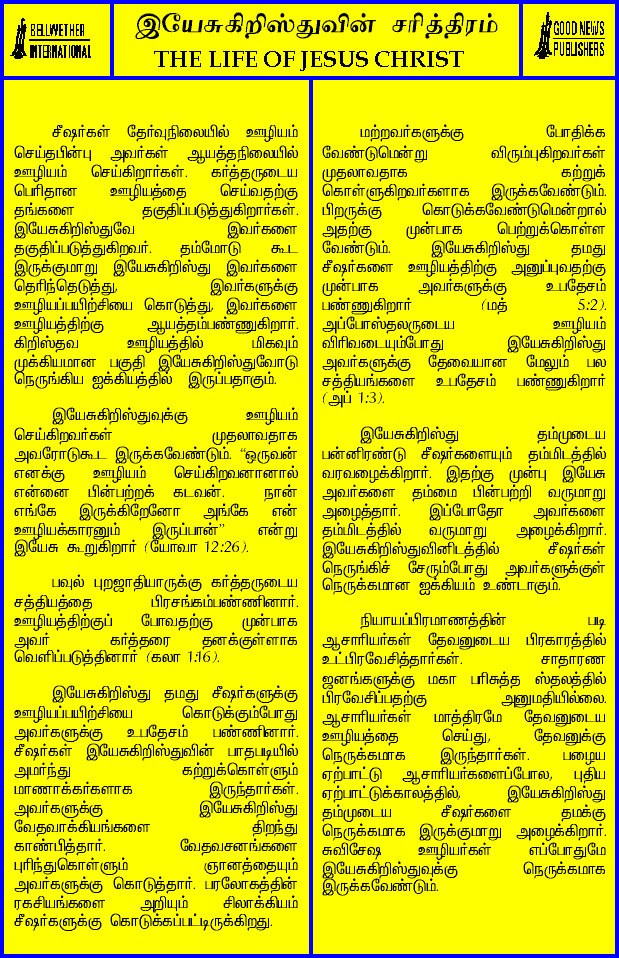 BELLWETHER
INTERNATIONAL
இயேசுகிறிஸ்துவின் சரித்திரம்
THE LIFE OF JESUS CHRIST
GOOD NEWS
PUBLISHERS
சீஷர்கள் தேர்வுநிலையில் ஊழியம்
செய்தபின்பு அவர்கள் ஆயத்தநிலையில்
ஊழியம் செய்கிறார்கள். கர்த்தருடைய
பெரிதான ஊழியத்தை செய்வதற்கு
தங்களை தகுதிப்படுத்துகிறார்கள்.
இயேசுகிறிஸ்துவே இவர்களை
தகுதிப்படுத்துகிறவர். தம்மோடு கூட
இருக்குமாறு இயேசுகிறிஸ்து இவர்களை
தெரிந்தெடுத்து, இவர்களுக்கு
ஊழியப்பயிற்சியை கொடுத்து, இவர்களை
ஊழியத்திற்கு ஆயத்தம்பண்ணுகிறார்.
கிறிஸ்தவ ஊழியத்தில் மிகவும்
முக்கியமான பகுதி இயேசுகிறிஸ்துவோடு
நெருங்கிய ஐக்கியத்தில் இருப்பதாகும்.
இயேசுகிறிஸ்துவுக்கு ஊழியம்
செய்கிறவர்கள் முதலாவதாக
அவரோடுகூட இருக்கவேண்டும். “ஒருவன்
எனக்கு ஊழியம் செய்கிறவனானால்
என்னை பின்பற்றக் கடவன். நான்
எங்கே இருக்கிறேனோ அங்கே என்
ஊழியக்காரனும் இருப்பான்” என்று
இயேசு கூறுகிறார் (யோவா 12:26).
பவுல் புறஜாதியாருக்கு கர்த்தருடைய
சத்தியத்தை பிரசங்கம்பண்ணினார்.
ஊழியத்திற்குப் போவதற்கு முன்பாக
அவர் கர்த்தரை தனக்குள்ளாக
வெளிப்படுத்தினார் (கலா 1:16).
இயேசுகிறிஸ்து தமது சீஷர்களுக்கு
ஊழியப்பயிற்சியை கொடுக்கும்போது
அவர்களுக்கு உபதேசம் பண்ணினார்.
சீஷர்கள் இயேசுகிறிஸ்துவின் பாதபடியில்
அமர்ந்து கற்றுக்கொள்ளும்
மாணாக்கர்களாக இருந்தார்கள்.
அவர்களுக்கு இயேசுகிறிஸ்து
வேதவாக்கியங்களை திறந்து
காண்பித்தார். வேதவசனங்களை
புரிந்துகொள்ளும் ஞானத்தையும்
அவர்களுக்கு கொடுத்தார். பரலோகத்தின்
ரகசியங்களை அறியும் சிலாக்கியம்
சீஷர்களுக்கு கொடுக்கப்பட்டிருக்கிறது.
மற்றவர்களுக்கு போதிக்க
வேண்டுமென்று விரும்புகிறவர்கள்
முதலாவதாக கற்றுக்
கொள்ளுகிறவர்களாக இருக்கவேண்டும்.
பிறருக்கு கொடுக்கவேண்டுமென்றால்
அதற்கு முன்பாக பெற்றுக்கொள்ள
வேண்டும். இயேசுகிறிஸ்து தமது
சீஷர்களை ஊழியத்திற்கு அனுப்புவதற்கு
முன்பாக அவர்களுக்கு உபதேசம்
பண்ணுகிறார் (மத் 5:2).
அப்போஸ்தலருடைய ஊழியம்
விரிவடையும்போது இயேசுகிறிஸ்து
அவர்களுக்கு தேவையான மேலும் பல
சத்தியங்களை உபதேசம் பண்ணுகிறார்
(அப் 1:3).
இயேசுகிறிஸ்து தம்முடைய
பன்னிரண்டு சீஷர்களையும் தம்மிடத்தில்
வரவழைக்கிறார். இதற்கு முன்பு இயேசு
அவர்களை தம்மை பின்பற்றி வருமாறு
அழைத்தார். இப்போதோ அவர்களை
தம்மிடத்தில் வருமாறு அழைக்கிறார்.
இயேசுகிறிஸ்துவினிடத்தில் சீஷர்கள்
நெருங்கிச் சேரும்போது அவர்களுக்குள்
நெருக்கமான ஐக்கியம் உண்டாகும்.
நியாயப்பிரமாணத்தின் படி
ஆசாரியர்கள் தேவனுடைய பிரகாரத்தில்
உட்பிரவேசித்தார்கள். சாதாரண
ஜனங்களுக்கு மகா பரிசுத்த ஸ்தலத்தில்
பிரவேசிப்பதற்கு அனுமதியில்லை.
ஆசாரியர்கள் மாத்திரமே தேவனுடைய
ஊழியத்தை செய்து, தேவனுக்கு
நெருக்கமாக இருந்தார்கள். பழைய
ஏற்பாட்டு ஆசாரியர்களைப்போல, புதிய
ஏற்பாட்டுக்காலத்தில், இயேசுகிறிஸ்து
தம்முடைய சீஷர்களை தமக்கு
நெருக்கமாக இருக்குமாறு அழைக்கிறார்.
சுவிசேஷ ஊழியர்கள் எப்போதுமே
இயேசுகிறிஸ்துவுக்கு நெருக்கமாக
இருக்கவேண்டும்.